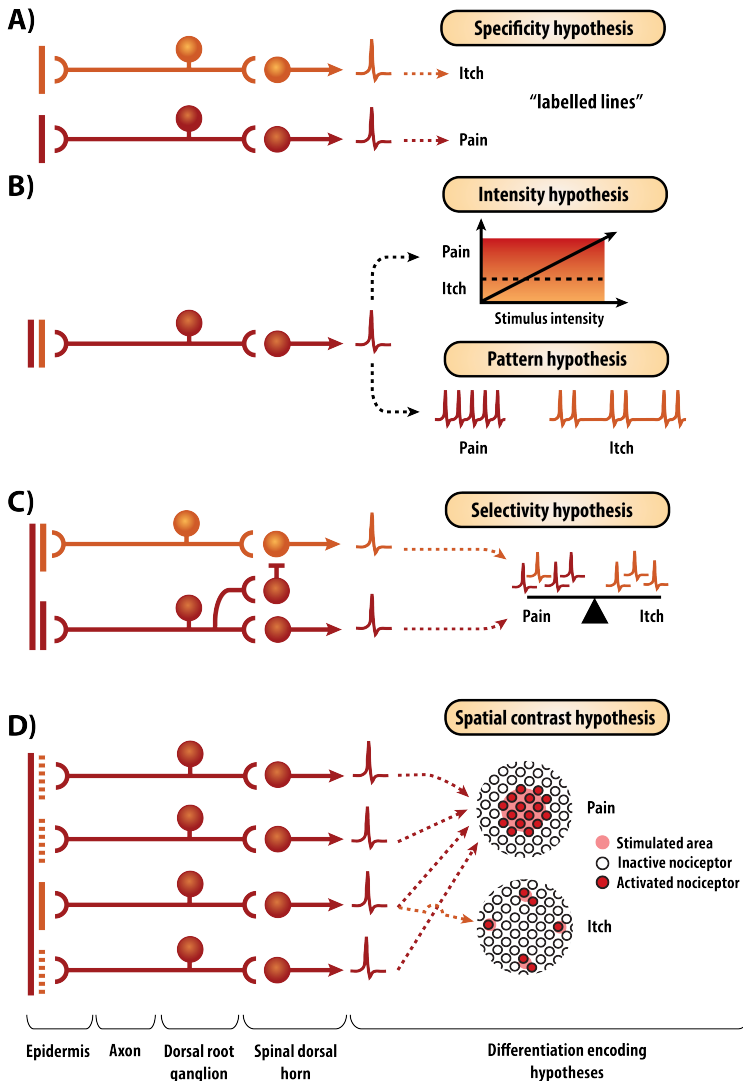 A)
Specificity hypothesis
Itch
"labelled lines"
Pain
B)
Intensity hypothesis
Pain
Itch
Stimulus intensity
Pattern hypothesis
Pain
Itch
C)
Selectivity hypothesis
Pain
Itch
D)
Spatial contrast hypothesis
Pain
Stimulated area
Inactive nociceptor
Activated nociceptor
Itch
Epidermis
Axon
Dorsal root
ganglion
Spinal dorsal
horn
Differentiation encoding
hypotheses